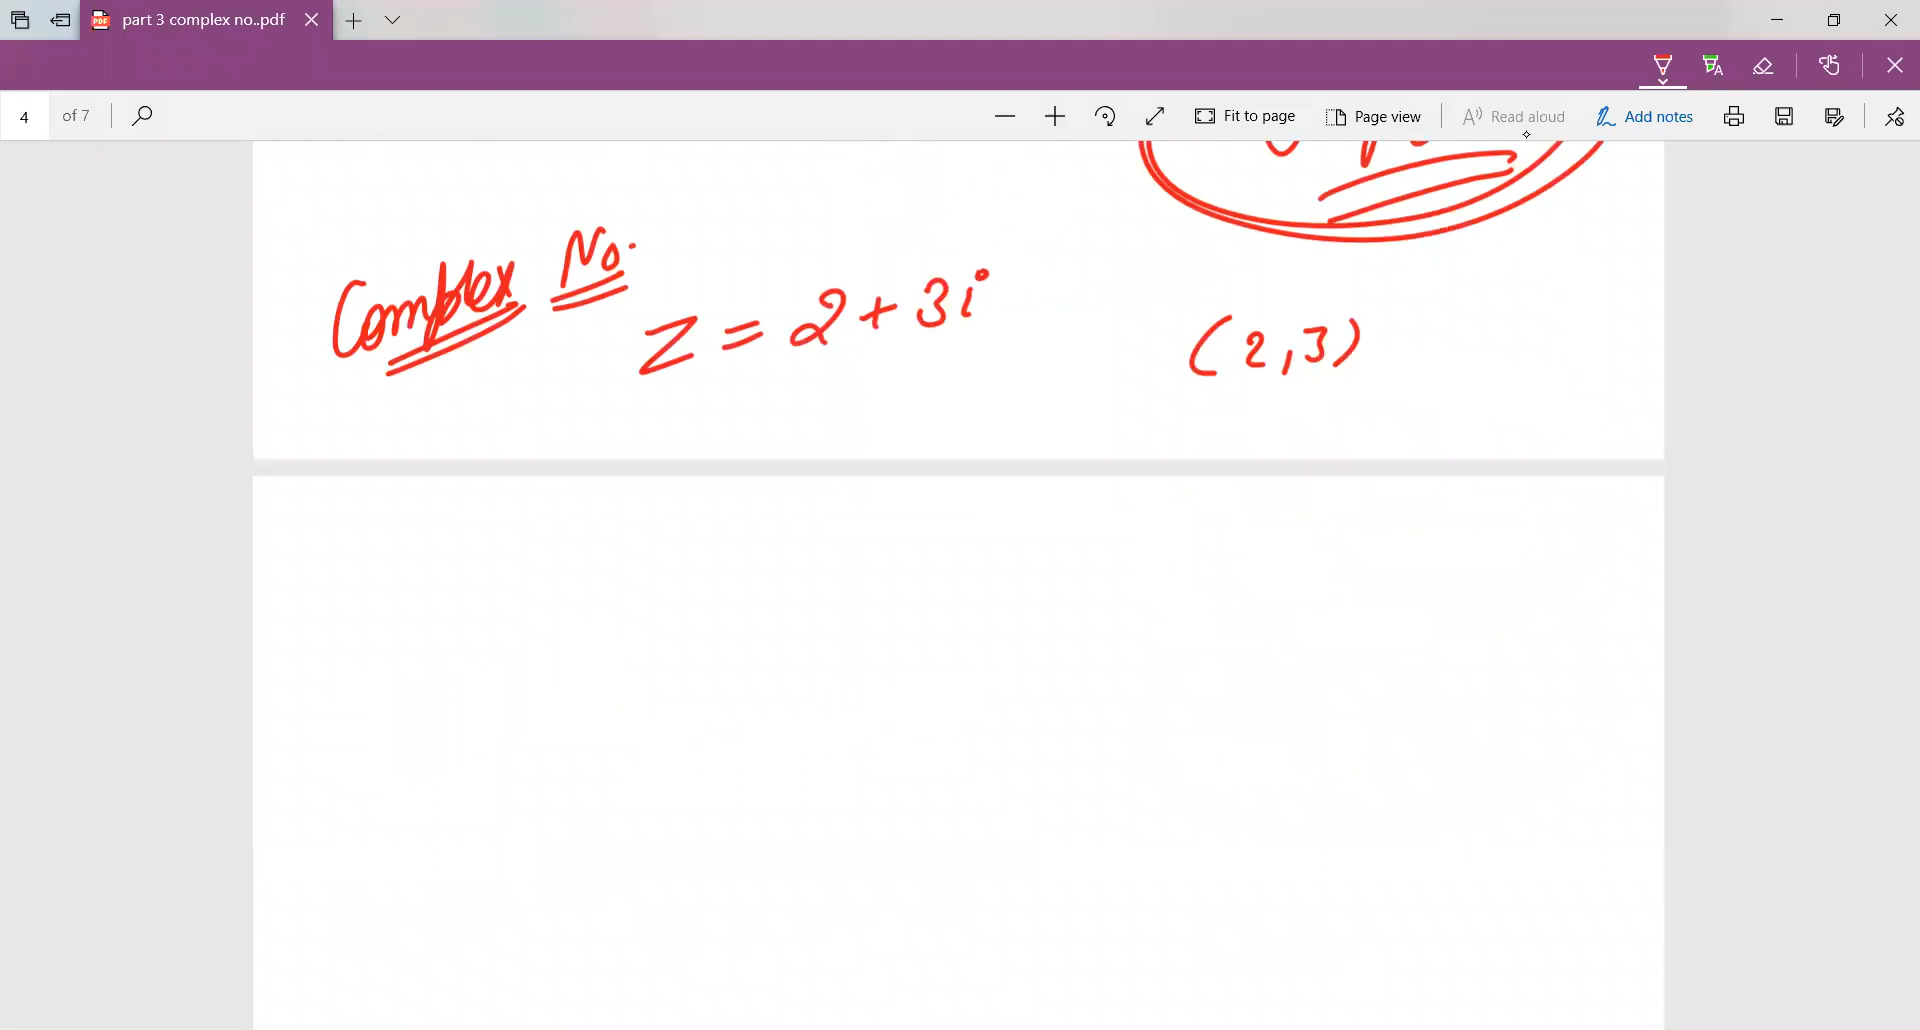 part 3 complex no..pdf
4 of 7
Fit to page
Page view
Read aloud
Add notes
Complex No.
Z = 2 + 3i
(2,3)